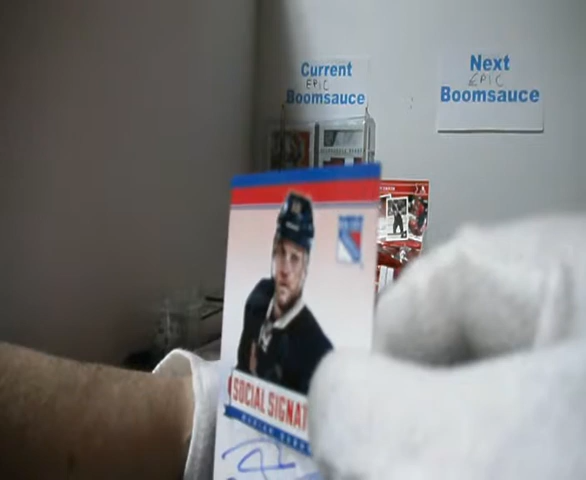 Current
EPIC
Boomsauce
Next
EPIC
Boomsauce
SOCIAL SIGNAT